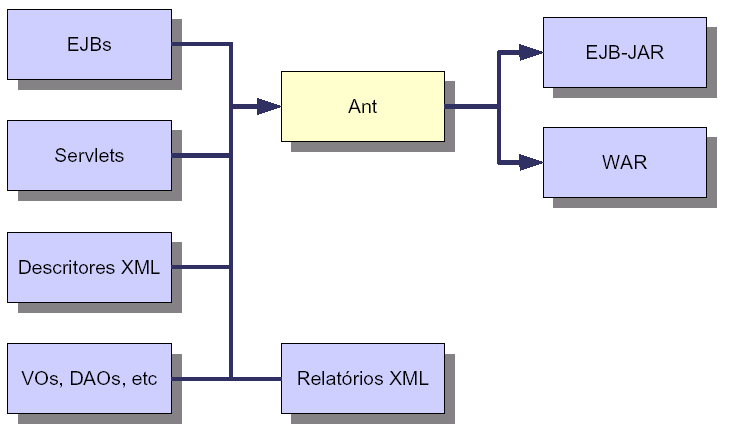 EJBs
Servlets
Descritores XML
VOs, DAOs, etc
Ant
Relatórios XML
EJB-JAR
WAR